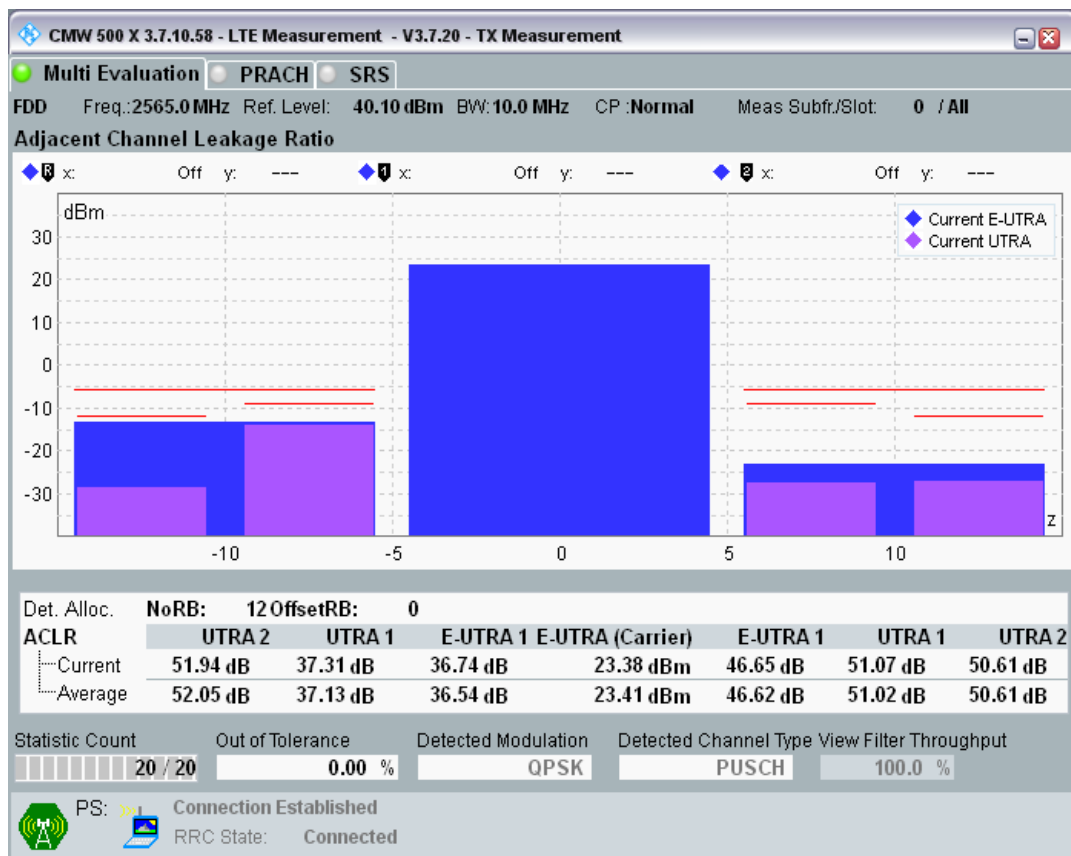 CMW 500 X 3.7.10.58 - LTE Measurement - V3.7.20 - TX Measurement
Multi Evaluation PRACH SRS
FDD Freg.:2565.0 MHz Ref. Level: 40.10 dBm BW: 10.0 MHz CP :Normal Meas Subfr./Slot: 0 / All
Adjacent Channel Leakage Ratio
R x: Off y: --- 1 x: Off y: --- 2 x: Off y: ---
dBm
Current E-UTRA
Current UTRA
30
20
10
0
-10
-20
-30
z
-10 -5 0 5 10
Det. Alloc. NoRB: 12 OffsetRB: 0
ACLR UTRA 2 UTRA 1 E-UTRA 1 E-UTRA (Carrier) E-UTRA 1 UTRA 1 UTRA 2
Current 51.94 dB 37.31 dB 36.74 dB 23.38 dBm 46.65 dB 51.07 dB 50.61 dB
Average 52.05 dB 37.13 dB 36.54 dB 23.41 dBm 46.62 dB 51.02 dB 50.61 dB
Statistic Count Out of Tolerance Detected Modulation Detected Channel Type View Filter Throughput
20 / 20 0.00 % QPSK PUSCH 100.0 %
PS: Connection Established
RRC State: Connected